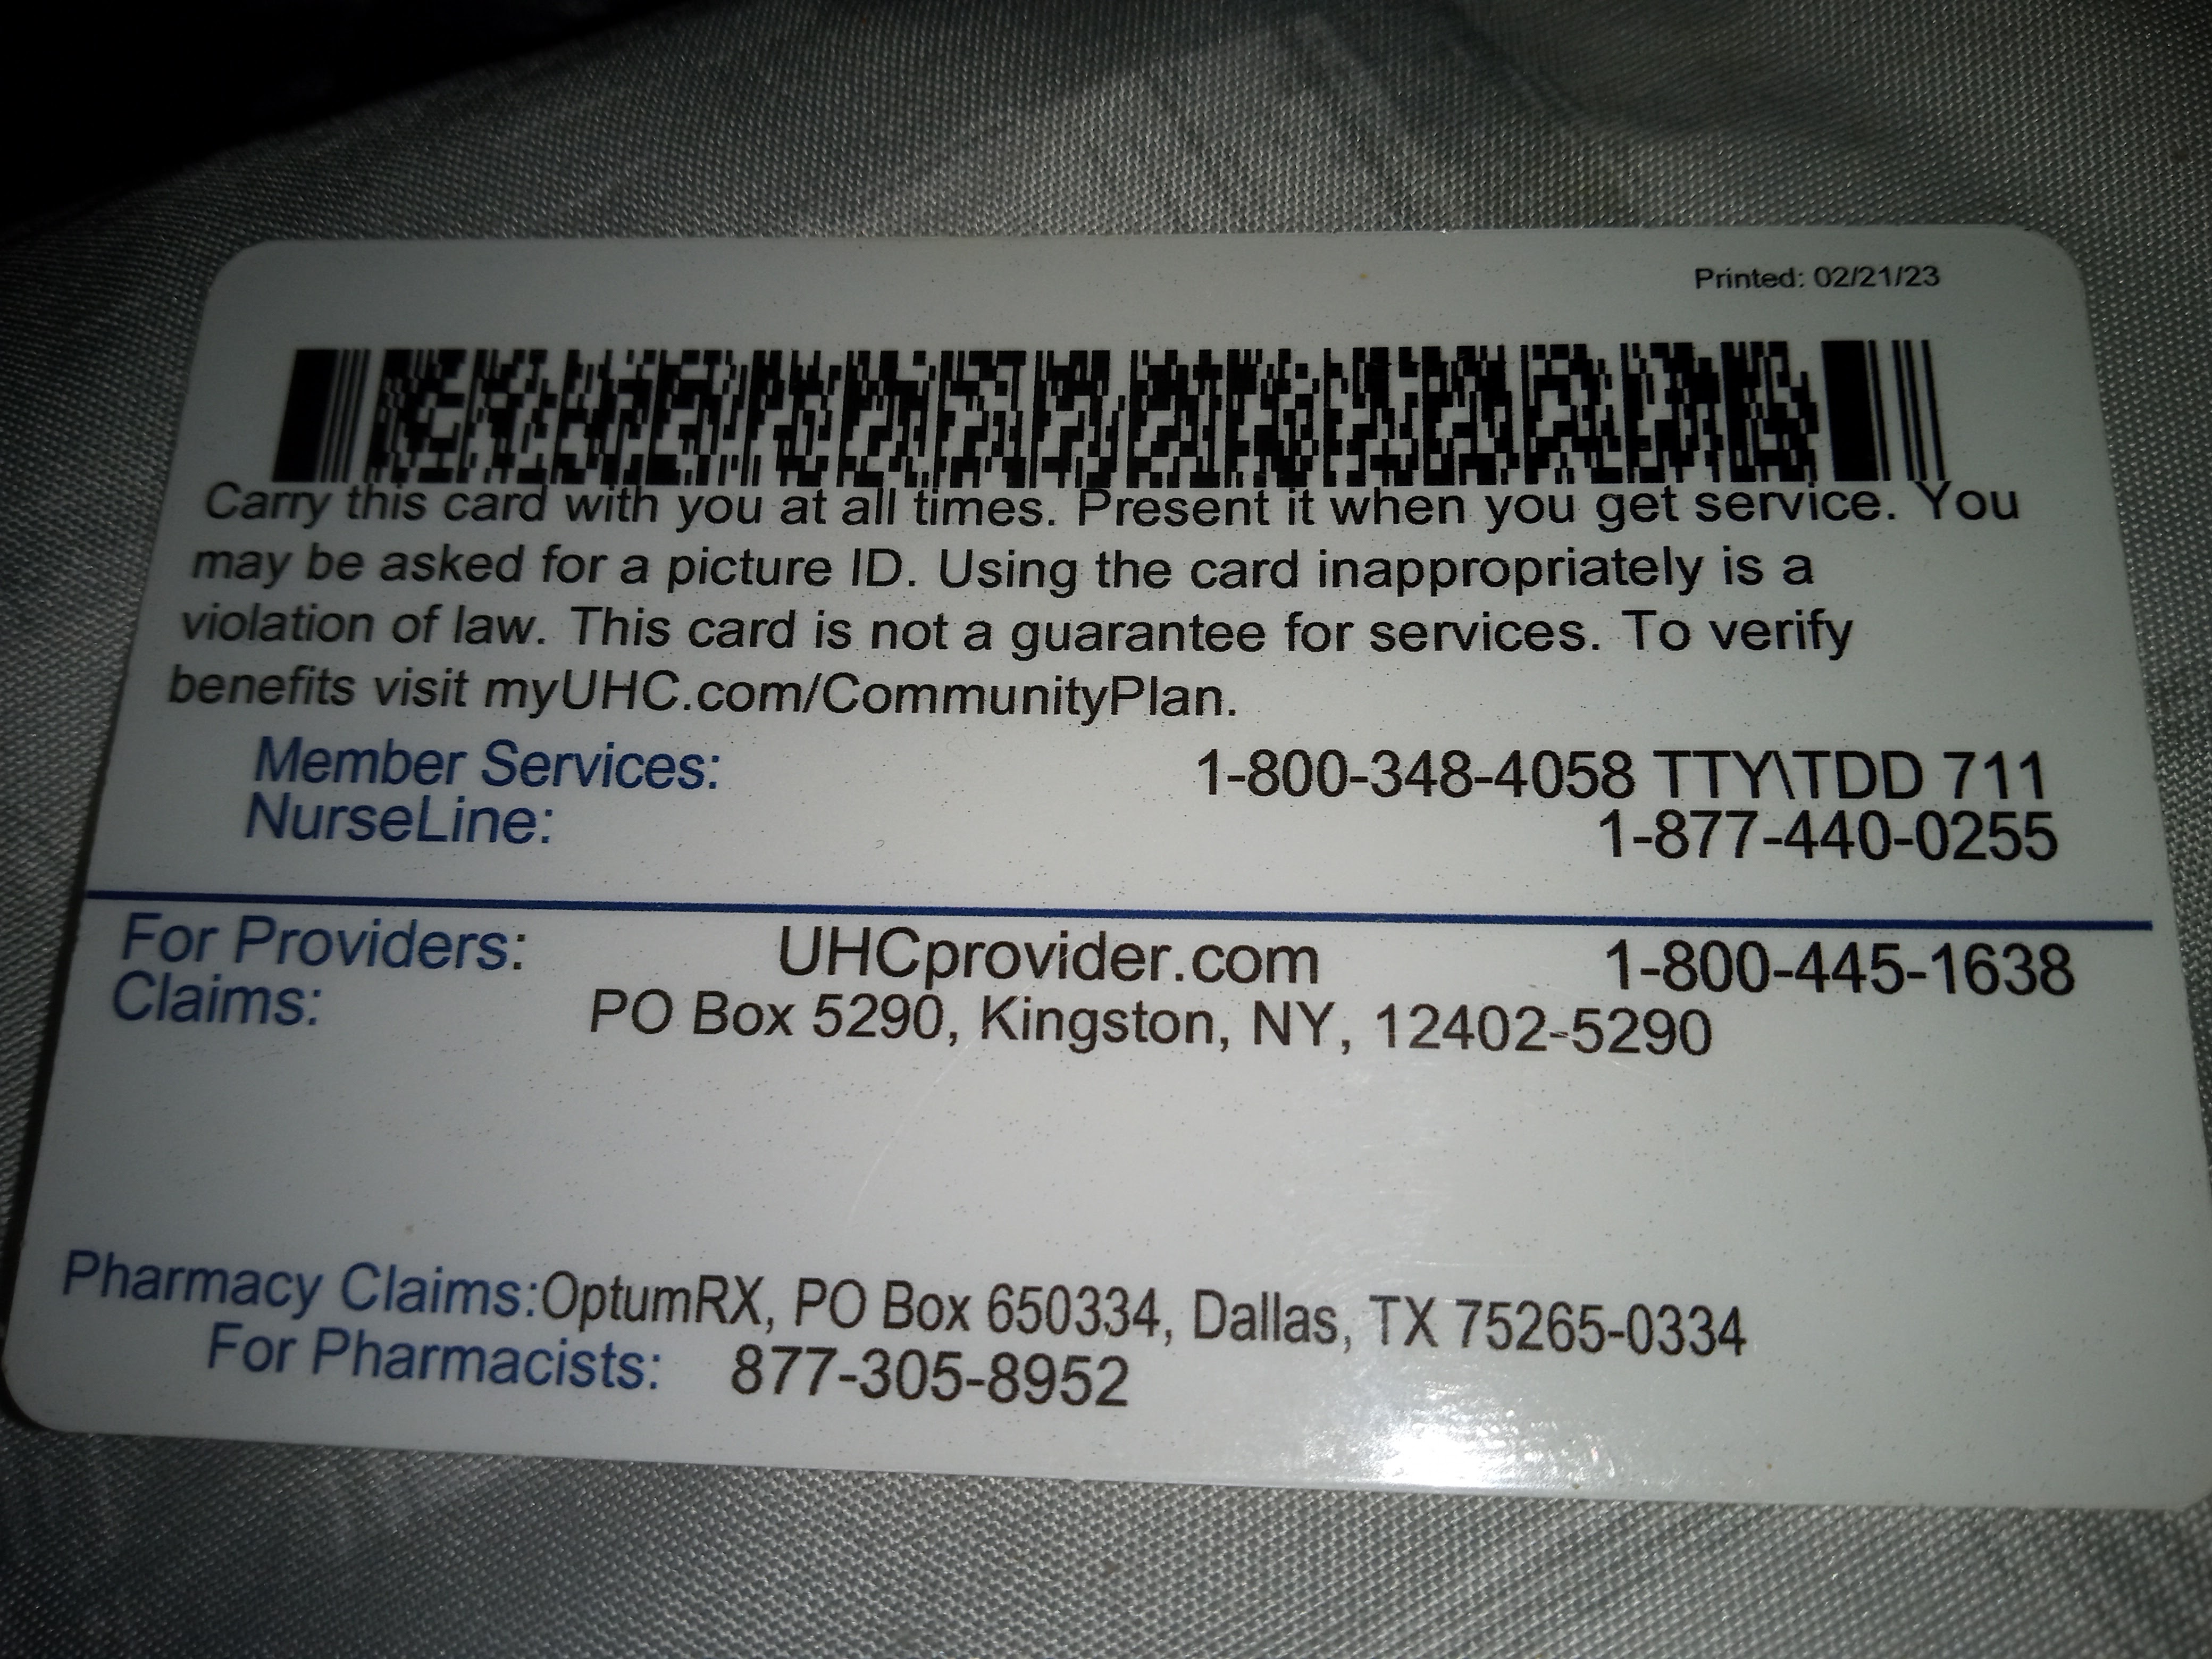 Printed: 02/21/23
Carry this card with you at all times. Present it when you get service. You
may be asked for a picture ID. Using the card inappropriately is a
violation of law. This card is not a guarantee for services. To verify
benefits visit myUHC.com/CommunityPlan.
Member Services: 1-800-348-4058 TTY\TDD 711
NurseLine: 1-877-440-0255
For Providers: UHCprovider.com 1-800-445-1638
Claims: PO Box 5290, Kingston, NY, 12402-5290
Pharmacy Claims:OptumRX, PO Box 650334, Dallas, TX 75265-0334
For Pharmacists: 877-305-8952